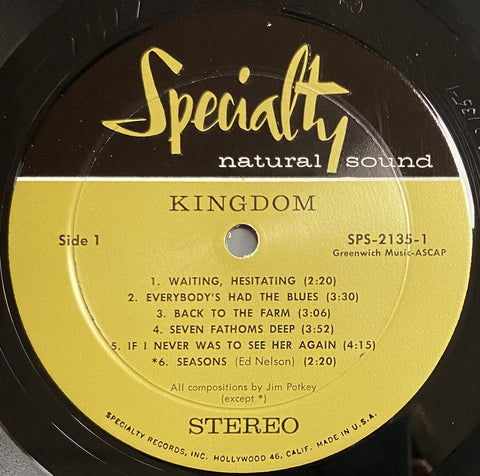 Specialty
natural sound
KINGDOM
Side 1
SPS-2135-1
Greenwich Music-ASCAP
1. WAITING, HESITATING (2:20)
2. EVERYBODY'S HAD THE BLUES (3:30)
3. BACK TO THE FARM (3:06)
4. SEVEN FATHOMS DEEP (3:52)
5. IF I NEVER WAS TO SEE HER AGAIN (4:15)
*6. SEASONS (Ed Nelson) (2:20)
All compositions by Jim Potkey
(except *)
STEREO
SPECIALTY RECORDS, INC. HOLLYWOOD 46, CALIF. MADE IN U.S.A.